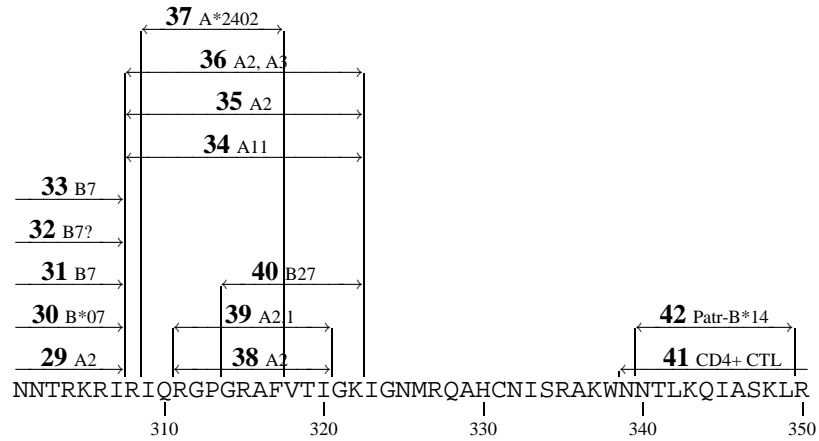 37 A*2402
36 A2, A3
35 A2
34 A11
33 B7
32 B7?
31 B7
40 B27
30 B*07
39 A2.1
42 Patr-B*14
29 A2
38 A2
41 CD4+ CTL
NNTRKRIRIQRGPGRAFVTIGKIGNMRQAHCNISRAKWNNTLKQIASKLR
310
320
330
340
350